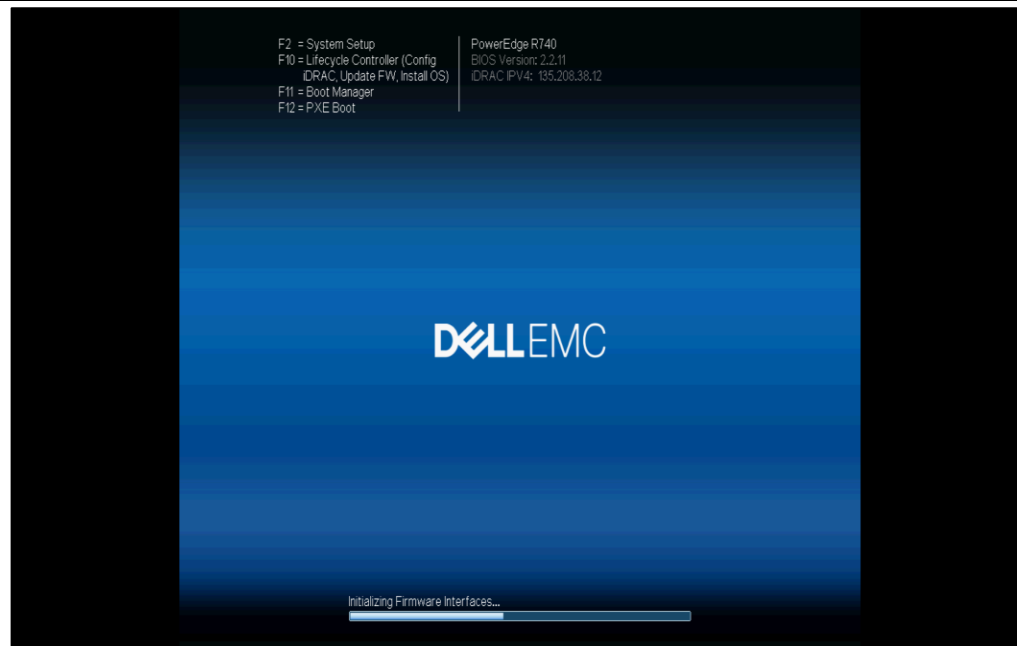 F2 = System Setup
F10 = Lifecycle Controller (Config
iDRAC, Update FW, Install OS)
F11 = Boot Manager
F12 = PXE Boot
PowerEdge R740
BIOS Version: 2.2.11
iDRAC IPV4: 135.208.38.12
DELLEMC
Initializing Firmware Interfaces...